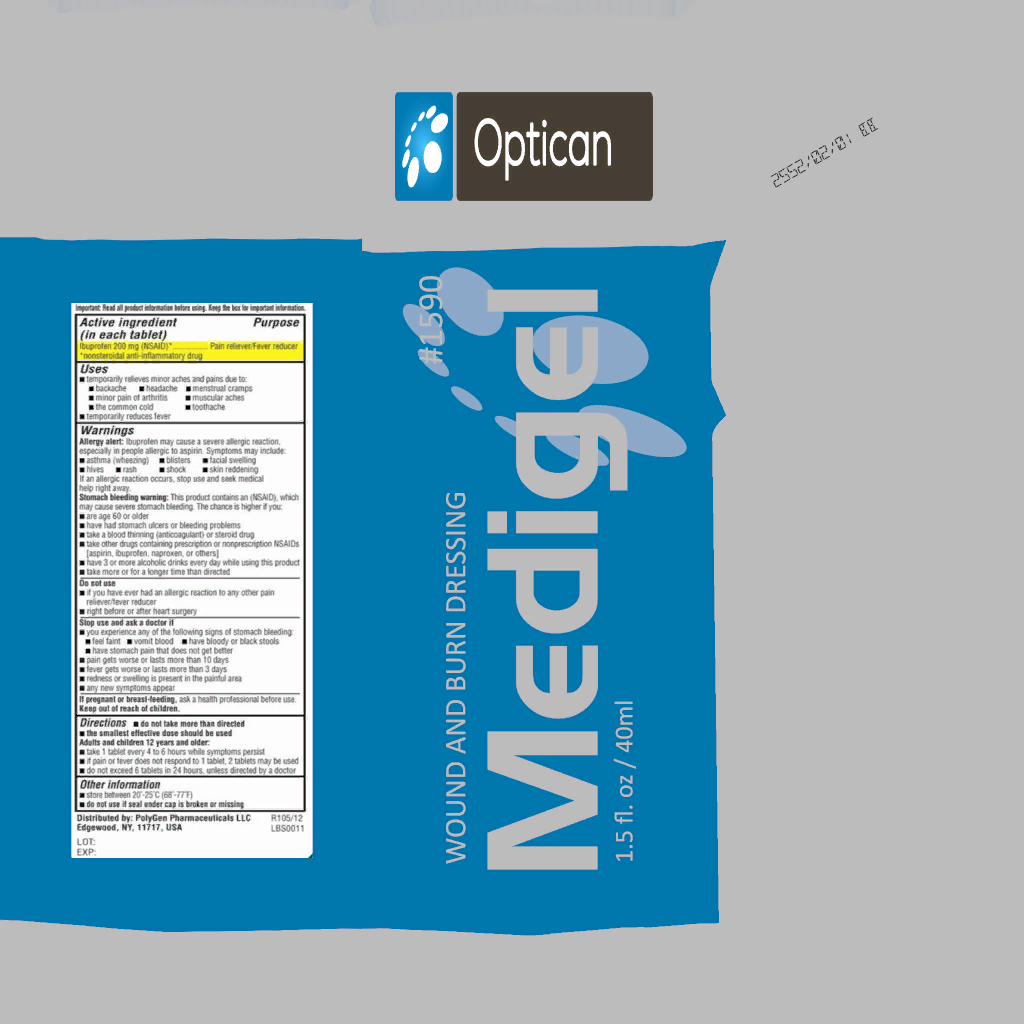 Optican
2552/02/01
Important: Read all product information before using. Keep the box for important information.
Active ingredient Purpose
(in each tablet)
Ibuprofen 200 mg (NSAID)* Pain reliever/Fever reducer
*nonsteroidal anti-inflammatory drug
Uses
■ temporarily relieves minor aches and pains due to:
■ backache ■ headache ■ menstrual cramps
■ minor pain of arthritis ■ muscular aches
■ the common cold ■ toothache
■ temporarily reduces fever
Warnings
Allergy alert: Ibuprofen may cause a severe allergic reaction,
especially in people allergic to aspirin. Symptoms may include:
■ asthma (wheezing) ■ blisters ■ facial swelling
■ hives ■ rash ■ shock ■ skin reddening
If an allergic reaction occurs, stop use and seek medical
help right away.
Stomach bleeding warning: This product contains an (NSAID), which
may cause severe stomach bleeding. The chance is higher if you:
■ are age 60 or older
■ have had stomach ulcers or bleeding problems
■ take a blood thinning (anticoagulant) or steroid drug
■ take other drugs containing prescription or nonprescription NSAIDs
[aspirin, ibuprofen, naproxen, or others]
■ have 3 or more alcoholic drinks every day while using this product
■ take more or for a longer time than directed
Do not use
■ if you have ever had an allergic reaction to any other pain
reliever/fever reducer
■ right before or after heart surgery
Stop use and ask a doctor if
■ you experience any of the following signs of stomach bleeding:
■ feel faint ■ vomit blood ■ have bloody or black stools
■ have stomach pain that does not get better
■ pain gets worse or lasts more than 10 days
■ fever gets worse or lasts more than 3 days
■ redness or swelling is present in the painful area
■ any new symptoms appear
If pregnant or breast-feeding, ask a health professional before use.
Keep out of reach of children.
Directions ■ do not take more than directed
■ the smallest effective dose should be used
Adults and children 12 years and older:
■ take 1 tablet every 4 to 6 hours while symptoms persist
■ if pain or fever does not respond to 1 tablet, 2 tablets may be used
■ do not exceed 6 tablets in 24 hours, unless directed by a doctor
Other information
■ store between 20°-25°C (68°-77°F)
■ do not use if seal under cap is broken or missing
Distributed by: PolyGen Pharmaceuticals LLC R105/12
Edgewood, NY, 11717, USA LBS0011
LOT:
EXP:
#1590
WOUND AND BURN DRESSING
Medigel
1.5 fl. oz / 40ml